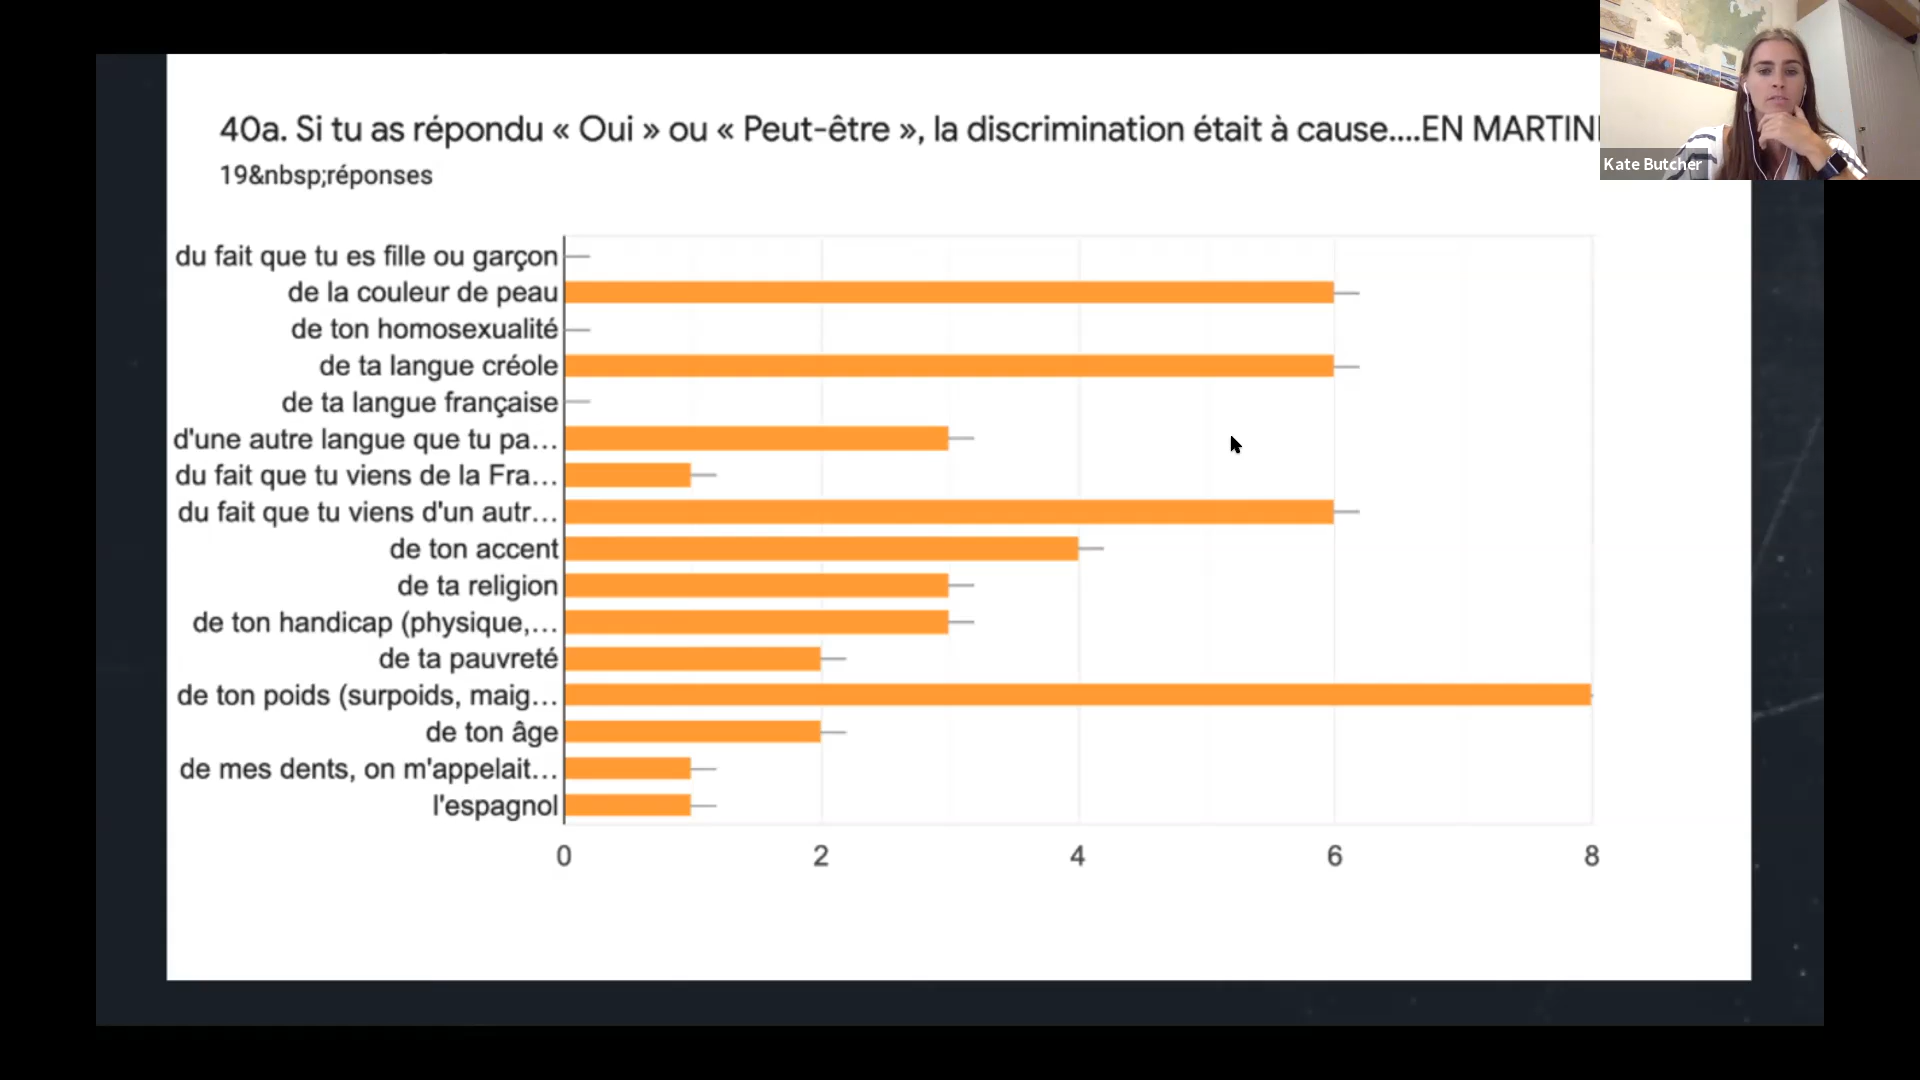 40a. Si tu as répondu « Oui » ou « Peut-être », la discrimination était à cause....EN MARTIN
19&nbsp;réponses
Kate Butcher
du fait que tu es fille ou garçon
de la couleur de peau
de ton homosexualité
de ta langue créole
de ta langue française
d'une autre langue que tu pa…
du fait que tu viens de la Fra…
du fait que tu viens d'un autr…
de ton accent
de ta religion
de ton handicap (physique,…
de ta pauvreté
de ton poids (surpoids, maig…
de ton âge
de mes dents, on m'appelait…
l'espagnol
0 2 4 6 8